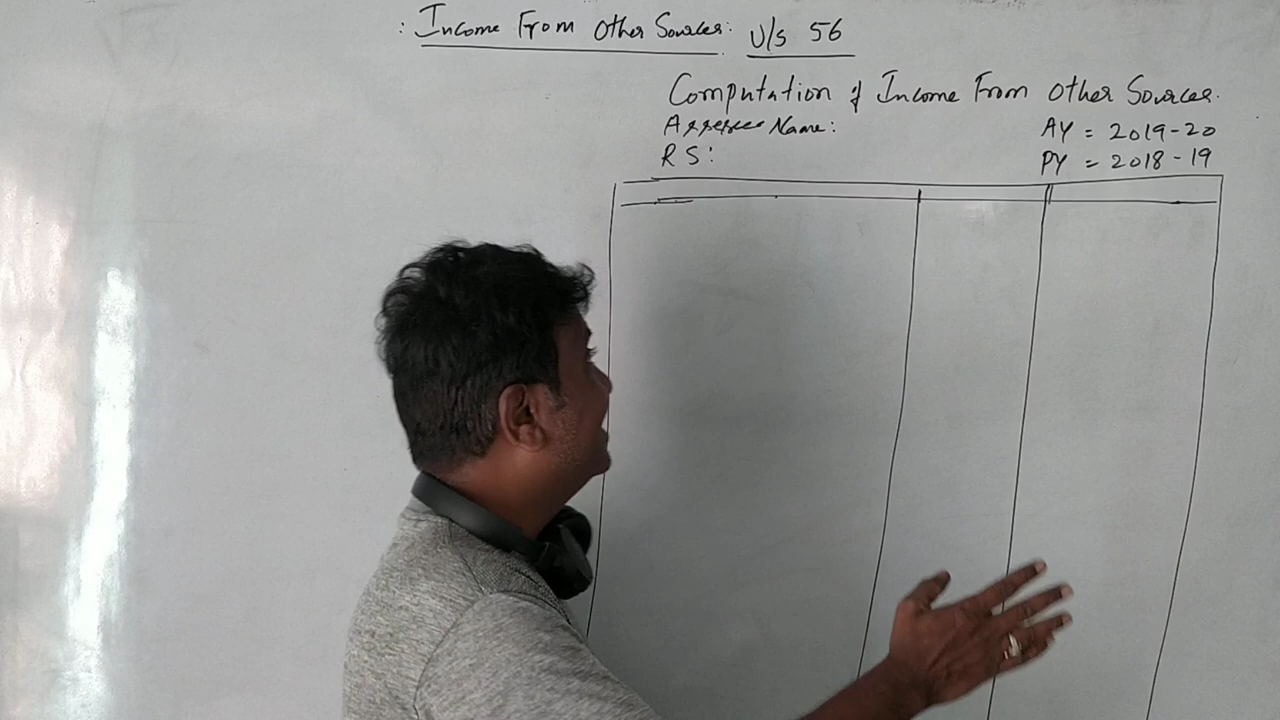 : Income From Other Sources: U/s 56
Computation of Income From Other Sources.
Assessee Name:
AY = 2019-20
R S:
PY = 2018-19